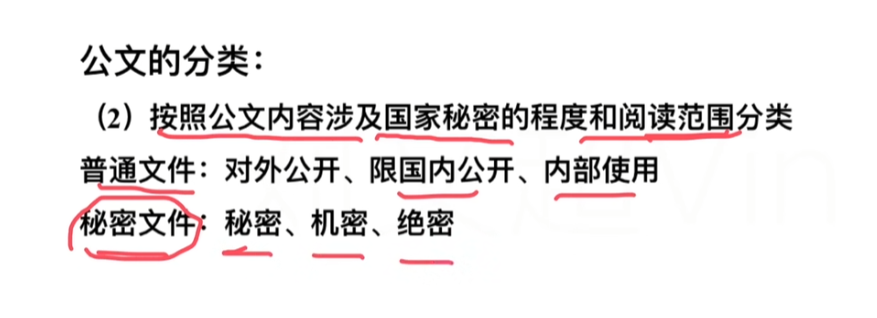 公文的分类：
（2）按照公文内容涉及国家秘密的程度和阅读范围分类
普通文件：对外公开、限国内公开、内部使用
秘密文件：秘密、机密、绝密